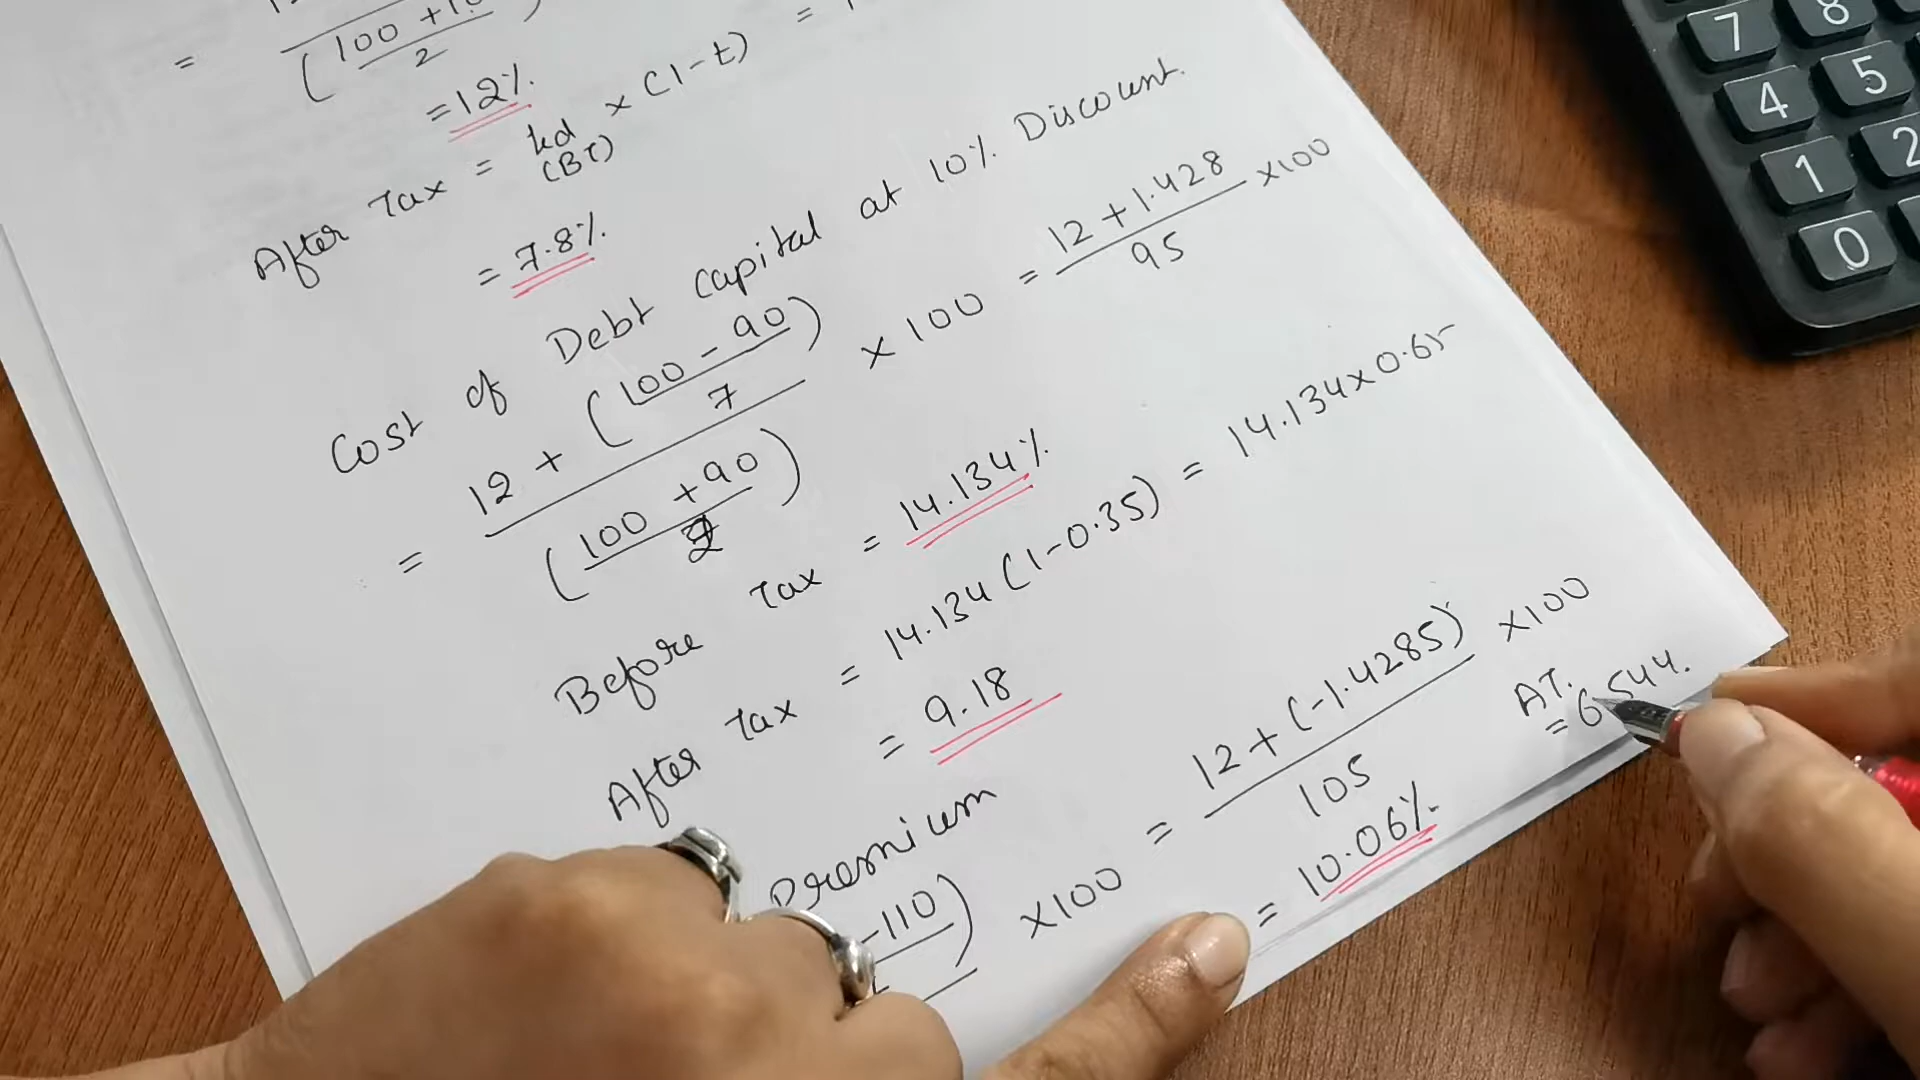 = (100 + 10 / 2)
= 12%.
After Tax = kd (BT) × (1-t) =
= 7.8%.
Cost of Debt Capital at 10% Discount.
= 12 + (100 - 90 / 7) / (100 + 90 / 2) × 100 = 12 + 1.428 / 95 ×100
Before Tax = 14.134%.
After Tax = 14.134 (1-0.35) = 14.134×0.65
= 9.18
Premium
-110) ×100 = 12 + (-1.4285) / 105 ×100
= 10.06%.
AT.
= 6.544.
7 8
4 5
1 2
0